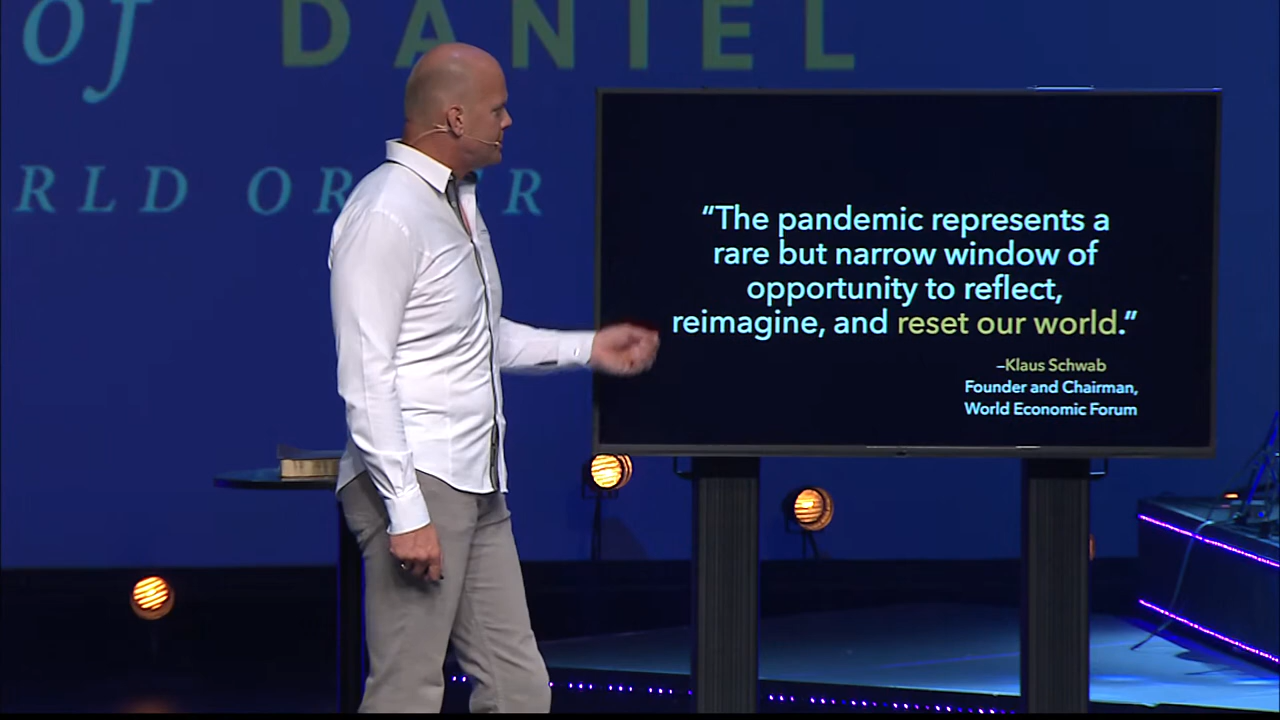 of DANIEL
RLD OR ER
“The pandemic represents a
rare but narrow window of
opportunity to reflect,
reimagine, and reset our world.”
–Klaus Schwab
Founder and Chairman,
World Economic Forum